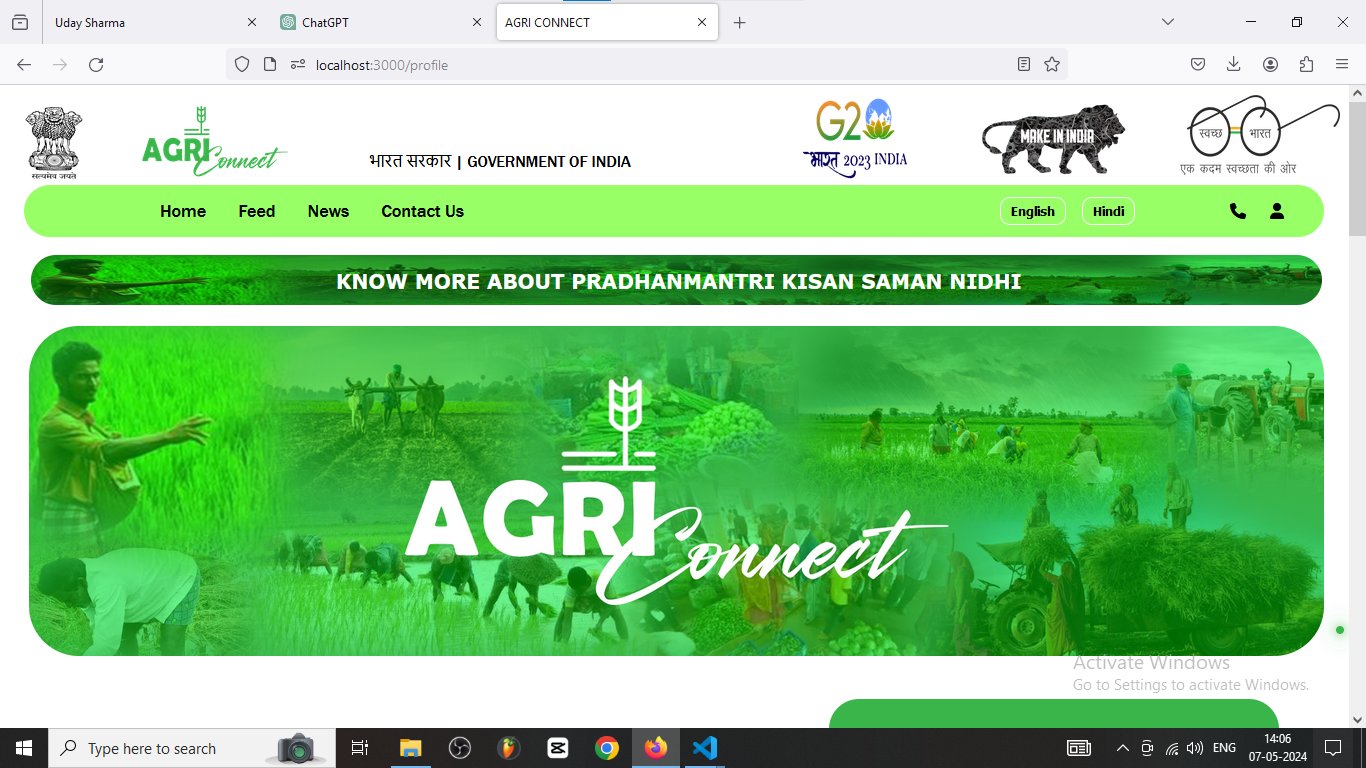 Uday Sharma
ChatGPT
AGRI CONNECT
localhost:3000/profile
सत्यमेव जयते
AGRI Connect
भारत सरकार | GOVERNMENT OF INDIA
G20
भारत 2023 INDIA
MAKE IN INDIA
स्वच्छ भारत
एक कदम स्वच्छता की ओर
Home
Feed
News
Contact Us
English
Hindi
KNOW MORE ABOUT PRADHANMANTRI KISAN SAMAN NIDHI
AGRI Connect
Activate Windows
Go to Settings to activate Windows.
Type here to search
ENG
14:06
07-05-2024